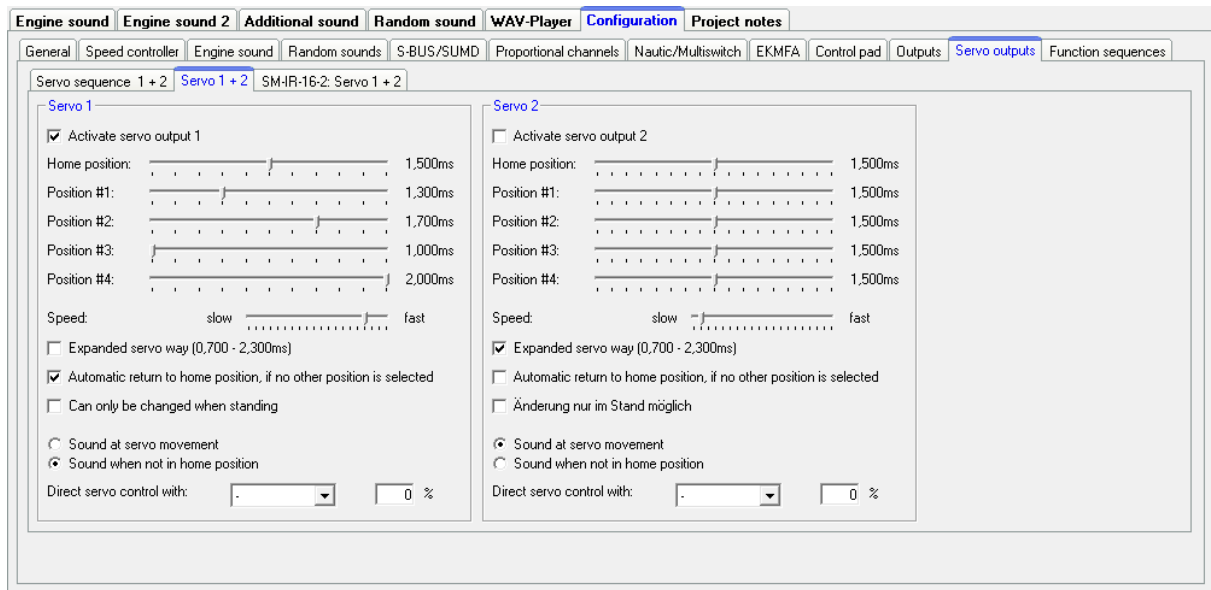 Engine sound Engine sound 2 Additional sound Random sound WAV-Player Configuration Project notes
General Speed controller Engine sound Random sounds S-BUS/SUMD Proportional channels Nautic/Multiswitch EKMFA Control pad Outputs Servo outputs Function sequences
Servo sequence 1 + 2 Servo 1 + 2 SM-IR-16-2: Servo 1 + 2
Servo 1
Activate servo output 1
Home position: 1,500ms
Position #1: 1,300ms
Position #2: 1,700ms
Position #3: 1,000ms
Position #4: 2,000ms
Speed: slow fast
Expanded servo way (0,700 - 2,300ms)
Automatic return to home position, if no other position is selected
Can only be changed when standing
Sound at servo movement
Sound when not in home position
Direct servo control with: - 0 %
Servo 2
Activate servo output 2
Home position: 1,500ms
Position #1: 1,500ms
Position #2: 1,500ms
Position #3: 1,500ms
Position #4: 1,500ms
Speed: slow fast
Expanded servo way (0,700 - 2,300ms)
Automatic return to home position, if no other position is selected
Änderung nur im Stand möglich
Sound at servo movement
Sound when not in home position
Direct servo control with: - 0 %